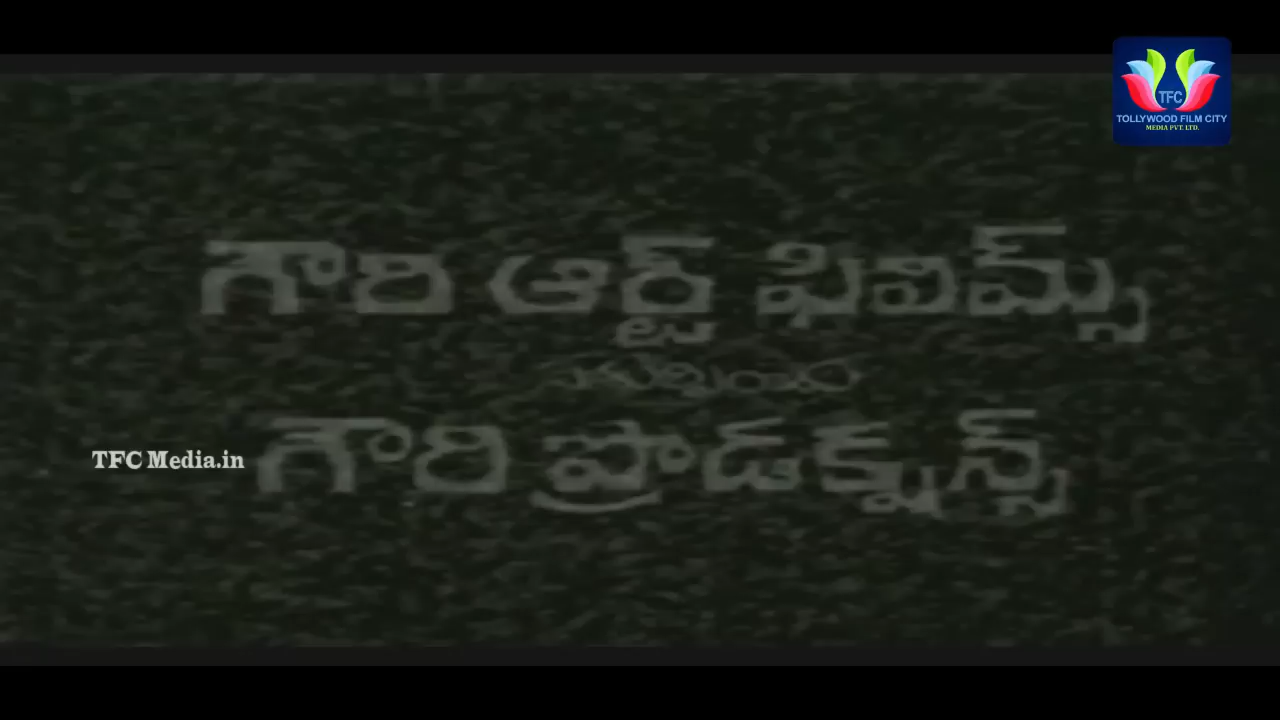 TFC
TOLLYWOOD FILM CITY
MEDIA PVT. LTD.
గౌరి ఆర్ట్ ఫిలిమ్స్
గౌరి ప్రొడక్షన్స్
TFC Media.in